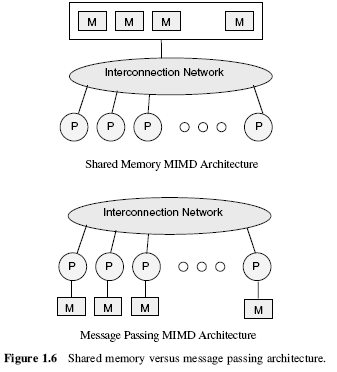 M M M M
Interconnection Network
P P P P
Shared Memory MIMD Architecture
Interconnection Network
P P P P
M M M M
Message Passing MIMD Architecture
Figure 1.6 Shared memory versus message passing architecture.